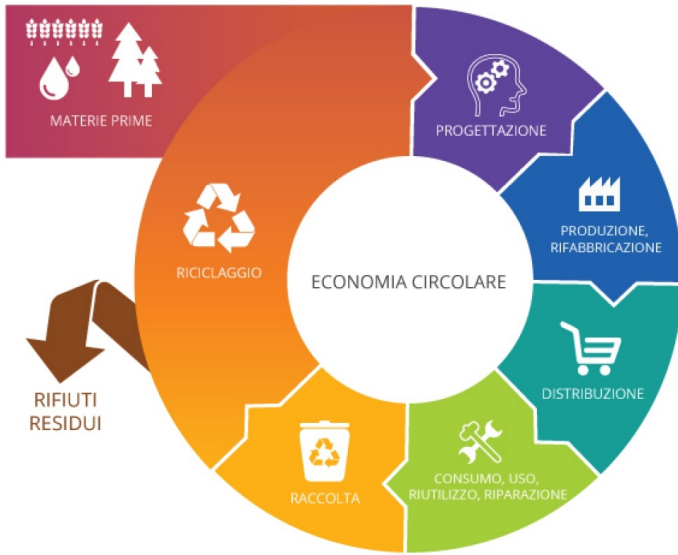 MATERIE PRIME
PROGETTAZIONE
PRODUZIONE,
RIFABBRICAZIONE
DISTRIBUZIONE
CONSUMO, USO,
RIUTILIZZO, RIPARAZIONE
RACCOLTA
RICICLAGGIO
RIFIUTI
RESIDUI
ECONOMIA CIRCOLARE